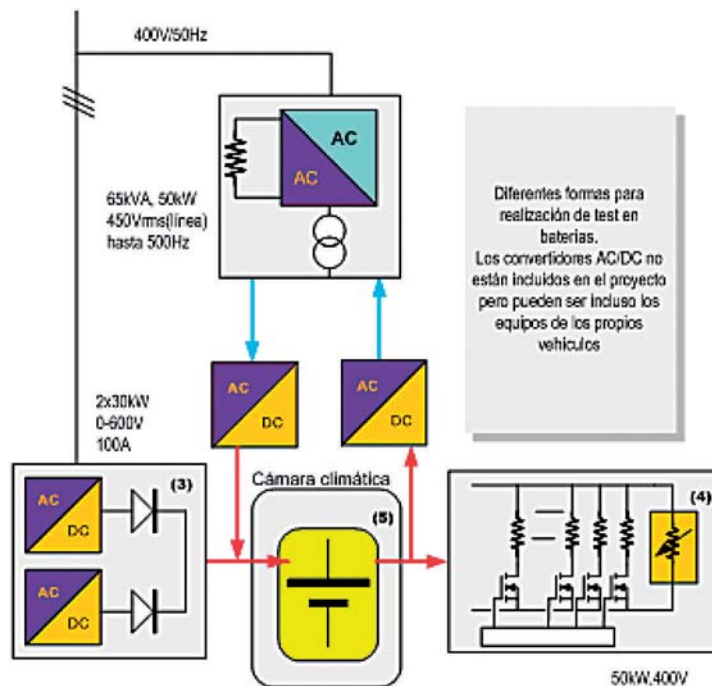 400V/50Hz
AC
AC
65kVA, 50kW
450Vrms(línea)
hasta 500Hz
Diferentes formas para
realización de test en
baterias.
Los convertidores AC/DC no
están incluidos en el proyecto
pero pueden ser incluso los
equipos de los propios
vehículos
AC
DC
AC
DC
2x30kW
0-600V
100A
Cámara climática
(3)
AC
DC
AC
DC
(5)
(4)
50kW,400V